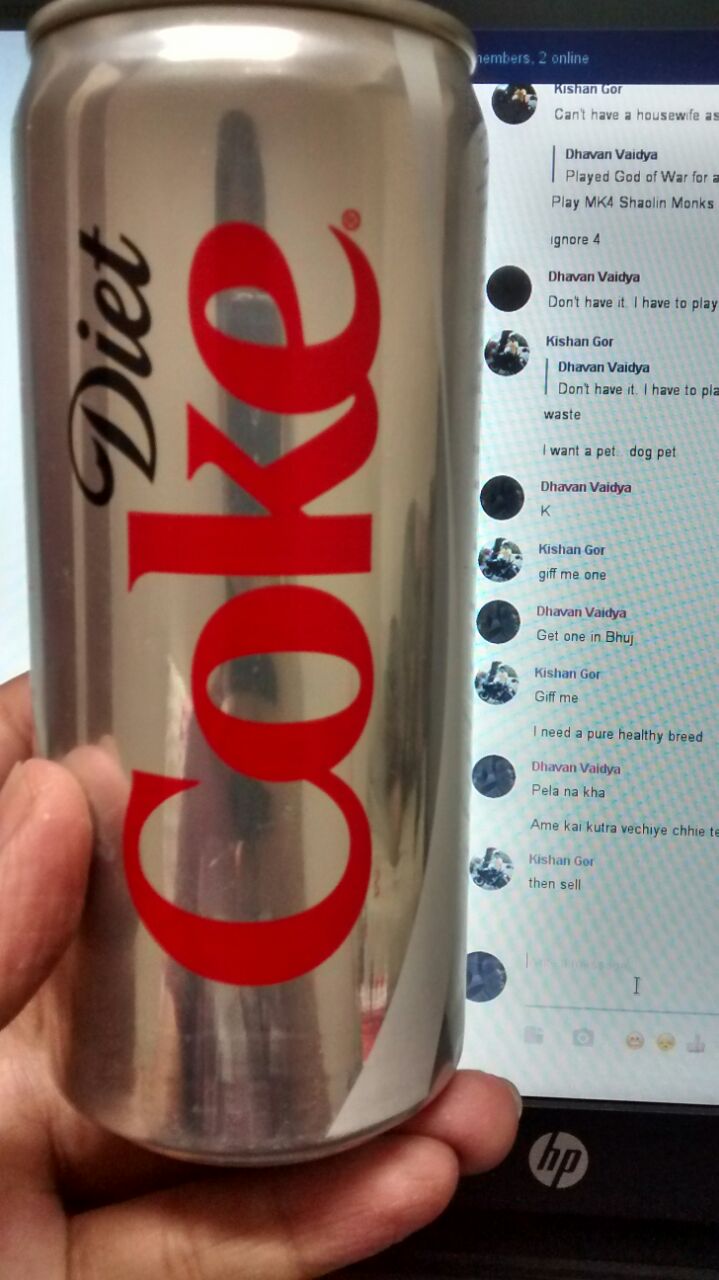 Diet
Coke®
members, 2 online
Kishan Gor
Can't have a housewife as
Dhavan Vaidya
Played God of War for a
Play MK4 Shaolin Monks
ignore 4
Dhavan Vaidya
Don't have it. I have to play
Kishan Gor
Dhavan Vaidya
Don't have it. I have to pla
waste
I want a pet.. dog pet
Dhavan Vaidya
K
Kishan Gor
giff me one
Dhavan Vaidya
Get one in Bhuj
Kishan Gor
Giff me
I need a pure healthy breed
Dhavan Vaidya
Pela na kha
Ame kai kutra vechiye chhie te
Kishan Gor
then sell
hp